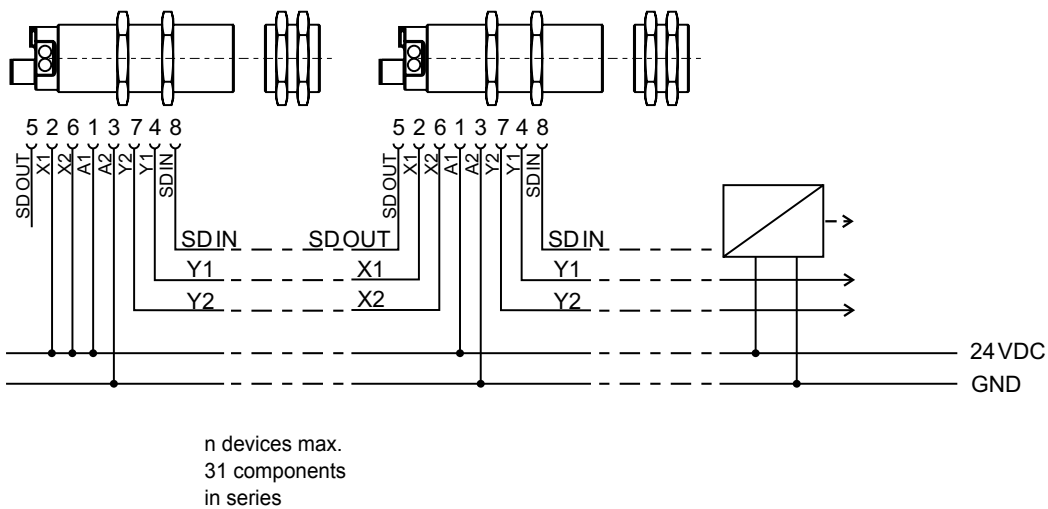 5 2 6 1 3 7 4 8
5 2 6 1 3 7 4 8
SD OUT
X1
X2
A1
A2
Y2
Y1
SD IN
SD OUT
X1
X2
A1
A2
Y2
Y1
SD IN
SD IN
SD OUT
SD IN
Y1
X1
Y1
Y2
X2
Y2
24 VDC
GND
n devices max.
31 components
in series